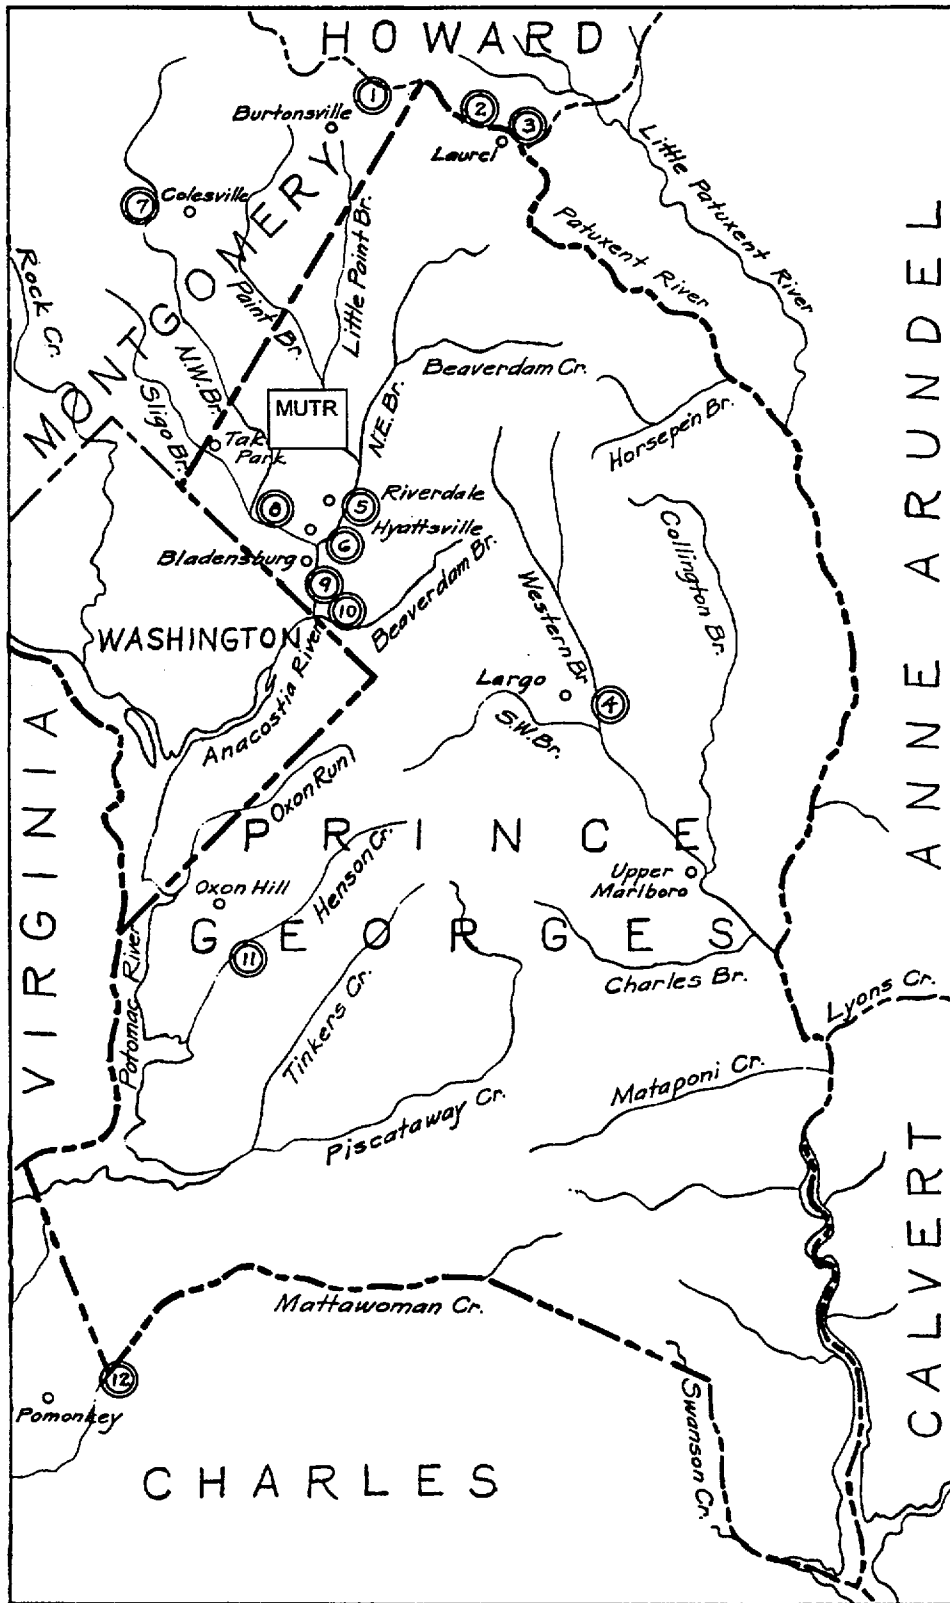 HOWARD
1
2
3
Burtonsville
Laurel
Little Patuxent River
7
Colesville
MONTGOMERY
Little Paint Br.
Patuxent River
ANNE ARUNDEL
Rock Cr.
Paint Br.
N.W. Br.
Sligo Br.
Beaverdam Cr.
N.E. Br.
MUTR
Horsepen Br.
Tak
Park
8
5
Riverdale
Hyattsville
6
Bladensburg
9
10
Beaverdam Br.
Collington Br.
Western Br
WASHINGTON
Anacostia River
Largo
4
S.W. Br.
VIRGINIA
Oxon Run
PRINCE
GEORGES
Henson Cr.
Oxon Hill
Upper
Marlboro
11
Charles Br.
Potomac River
Tinkers Cr.
Lyons Cr.
Mataponi Cr.
Piscataway Cr.
CALVERT
Mattawoman Cr.
12
Pomonkey
Swanson Cr.
CHARLES